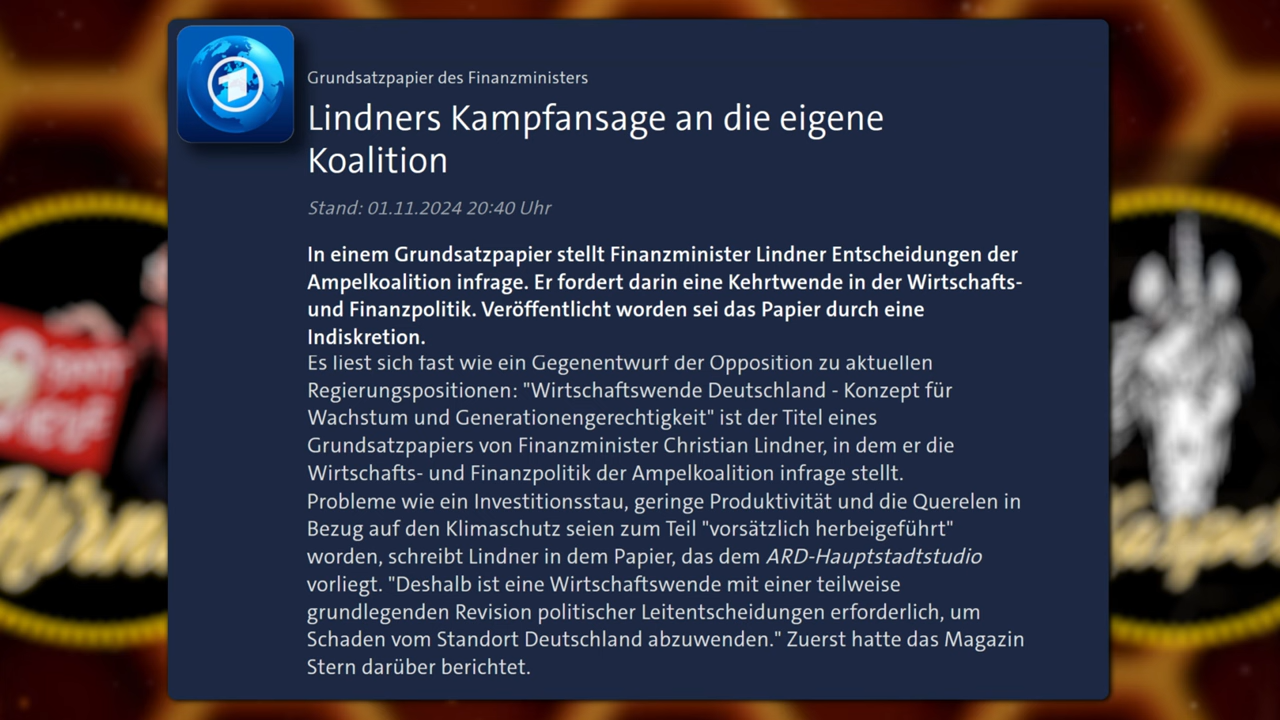 Grundsatzpapier des Finanzministers
Lindners Kampfansage an die eigene
Koalition
Stand: 01.11.2024 20:40 Uhr
In einem Grundsatzpapier stellt Finanzminister Lindner Entscheidungen der
Ampelkoalition infrage. Er fordert darin eine Kehrtwende in der Wirtschafts-
und Finanzpolitik. Veröffentlicht worden sei das Papier durch eine
Indiskretion.
Es liest sich fast wie ein Gegenentwurf der Opposition zu aktuellen
Regierungspositionen: "Wirtschaftswende Deutschland - Konzept für
Wachstum und Generationengerechtigkeit" ist der Titel eines
Grundsatzpapiers von Finanzminister Christian Lindner, in dem er die
Wirtschafts- und Finanzpolitik der Ampelkoalition infrage stellt.
Probleme wie ein Investitionsstau, geringe Produktivität und die Querelen in
Bezug auf den Klimaschutz seien zum Teil "vorsätzlich herbeigeführt"
worden, schreibt Lindner in dem Papier, das dem ARD-Hauptstadtstudio
vorliegt. "Deshalb ist eine Wirtschaftswende mit einer teilweise
grundlegenden Revision politischer Leitentscheidungen erforderlich, um
Schaden vom Standort Deutschland abzuwenden." Zuerst hatte das Magazin
Stern darüber berichtet.